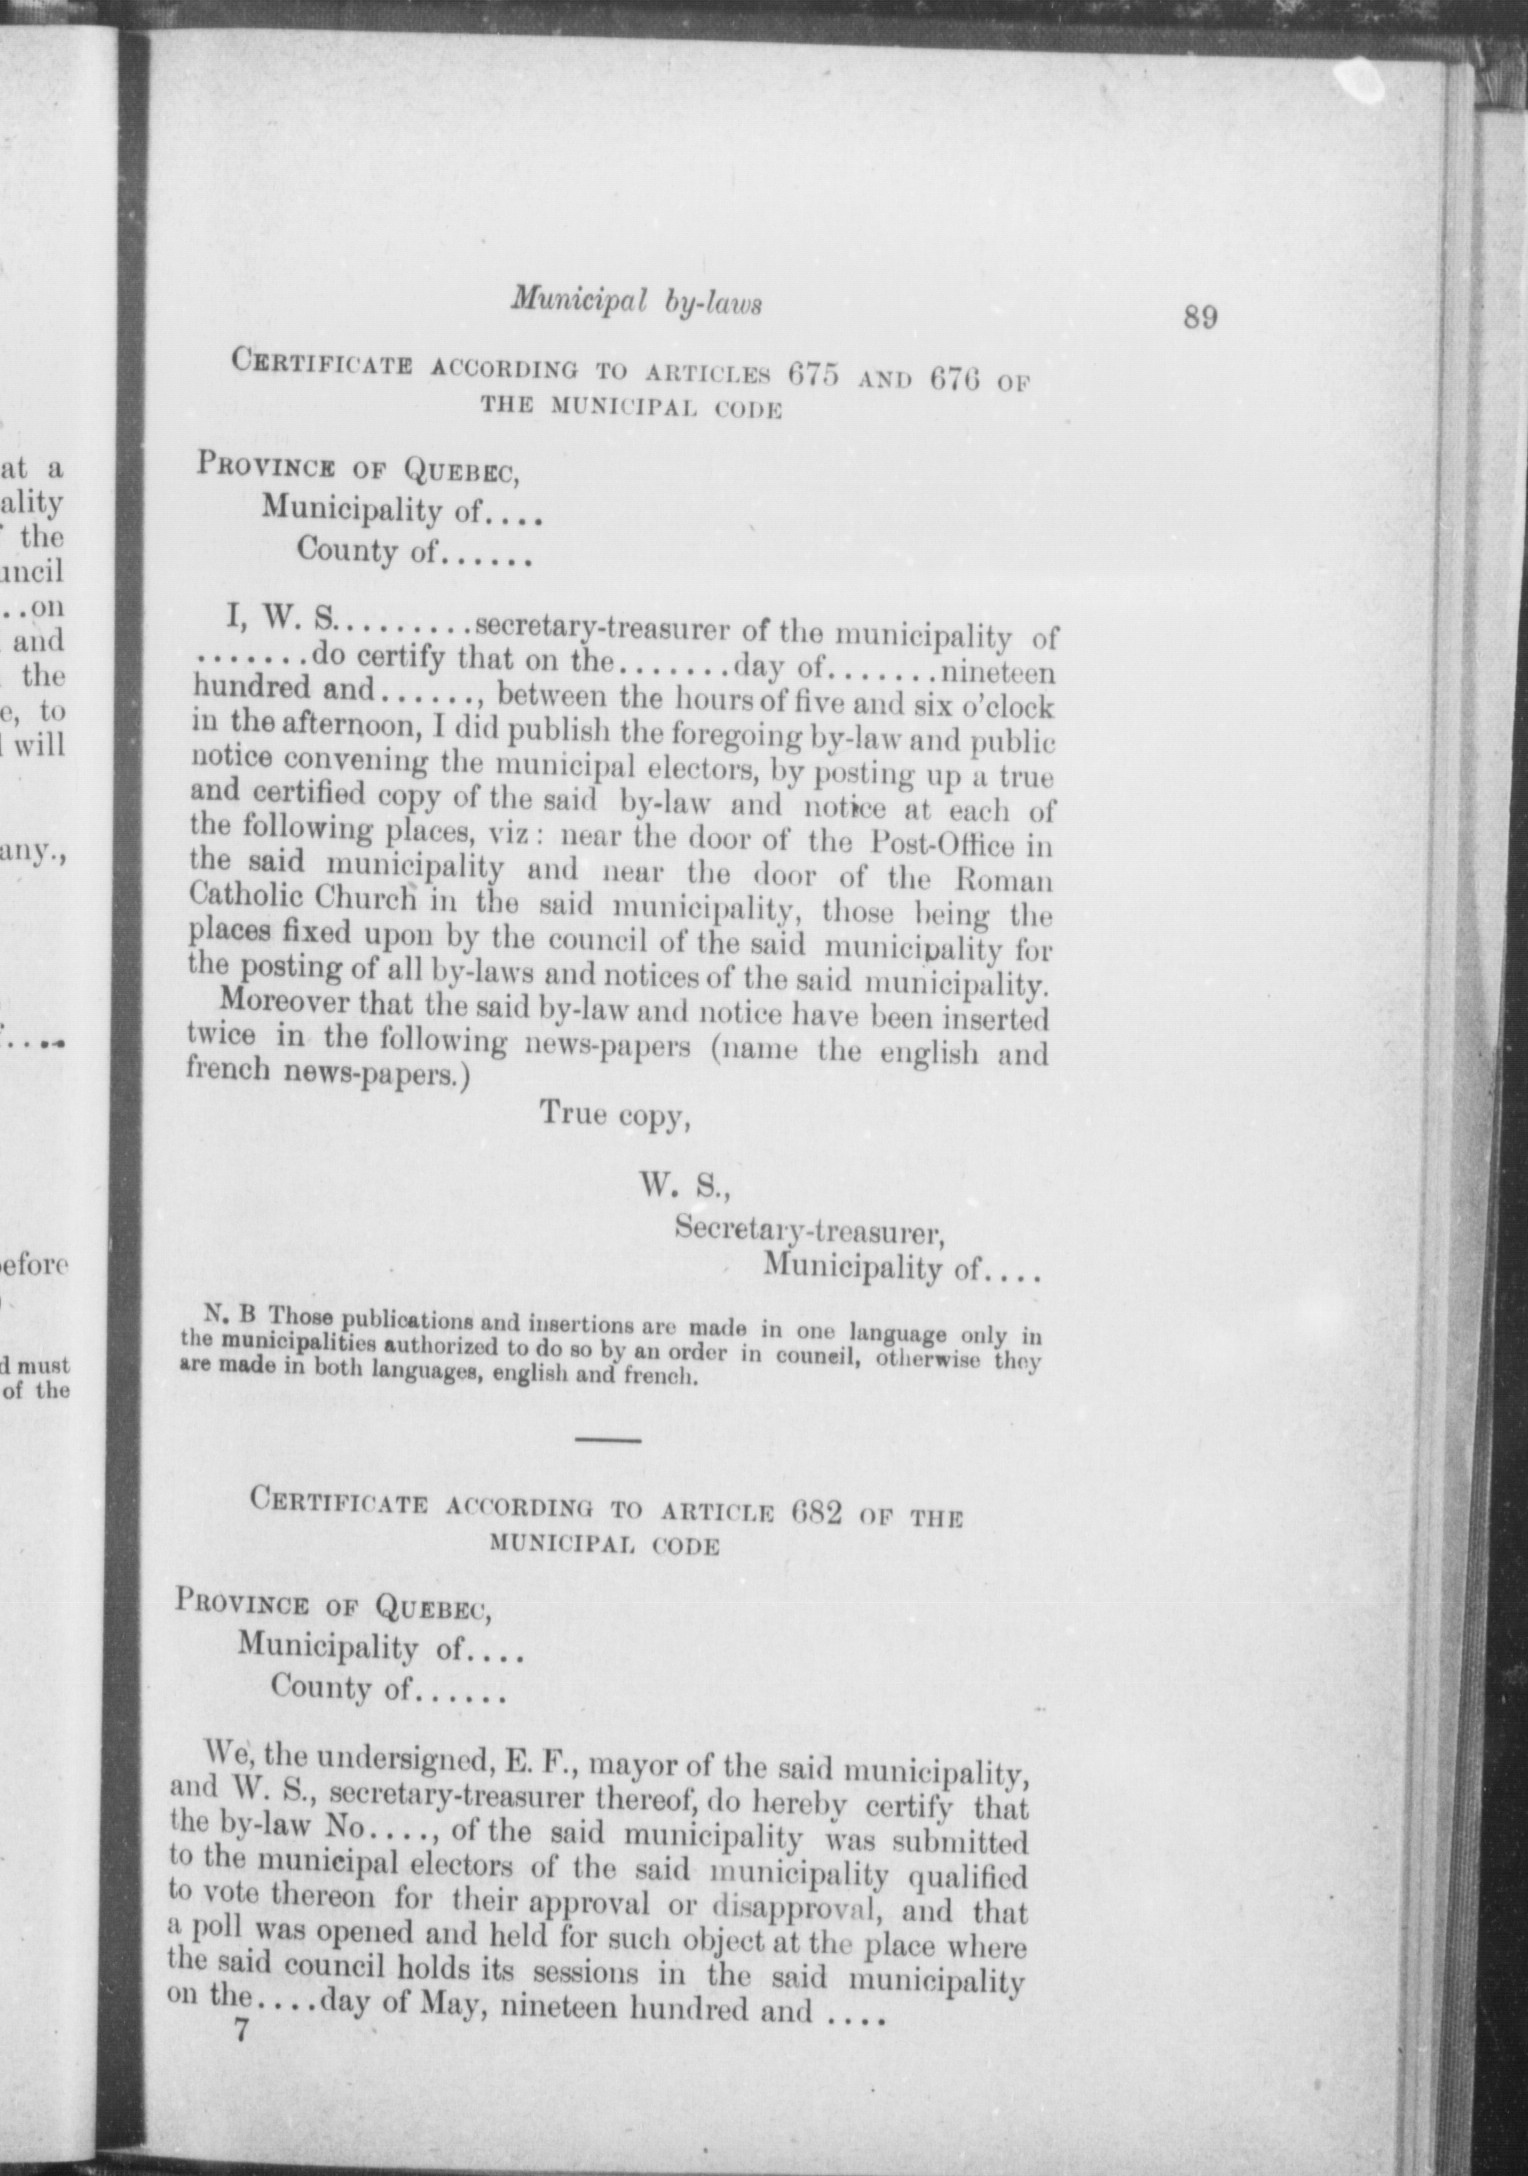 at a
ality
the
uncil
..on
and
the
e, to
will
any.,
....
efore
d must
of the
Municipal by-laws
89
CERTIFICATE ACCORDING TO ARTICLES 675 AND 676 OF
THE MUNICIPAL CODE
PROVINCE OF QUEBEC,
Municipality of....
County of......
I, W. S..........secretary-treasurer of the municipality of
.......do certify that on the.......day of.......nineteen
hundred and......, between the hours of five and six o'clock
in the afternoon, I did publish the foregoing by-law and public
notice convening the municipal electors, by posting up a true
and certified copy of the said by-law and notice at each of
the following places, viz: near the door of the Post-Office in
the said municipality and near the door of the Roman
Catholic Church in the said municipality, those being the
places fixed upon by the council of the said municipality for
the posting of all by-laws and notices of the said municipality.
Moreover that the said by-law and notice have been inserted
twice in the following news-papers (name the english and
french news-papers.)
True copy,
W. S.,
Secretary-treasurer,
Municipality of....
N. B Those publications and insertions are made in one language only in
the municipalities authorized to do so by an order in council, otherwise they
are made in both languages, english and french.
CERTIFICATE ACCORDING TO ARTICLE 682 OF THE
MUNICIPAL CODE
PROVINCE OF QUEBEC,
Municipality of....
County of......
We, the undersigned, E. F., mayor of the said municipality,
and W. S., secretary-treasurer thereof, do hereby certify that
the by-law No...., of the said municipality was submitted
to the municipal electors of the said municipality qualified
to vote thereon for their approval or disapproval, and that
a poll was opened and held for such object at the place where
the said council holds its sessions in the said municipality
on the....day of May, nineteen hundred and ....
7